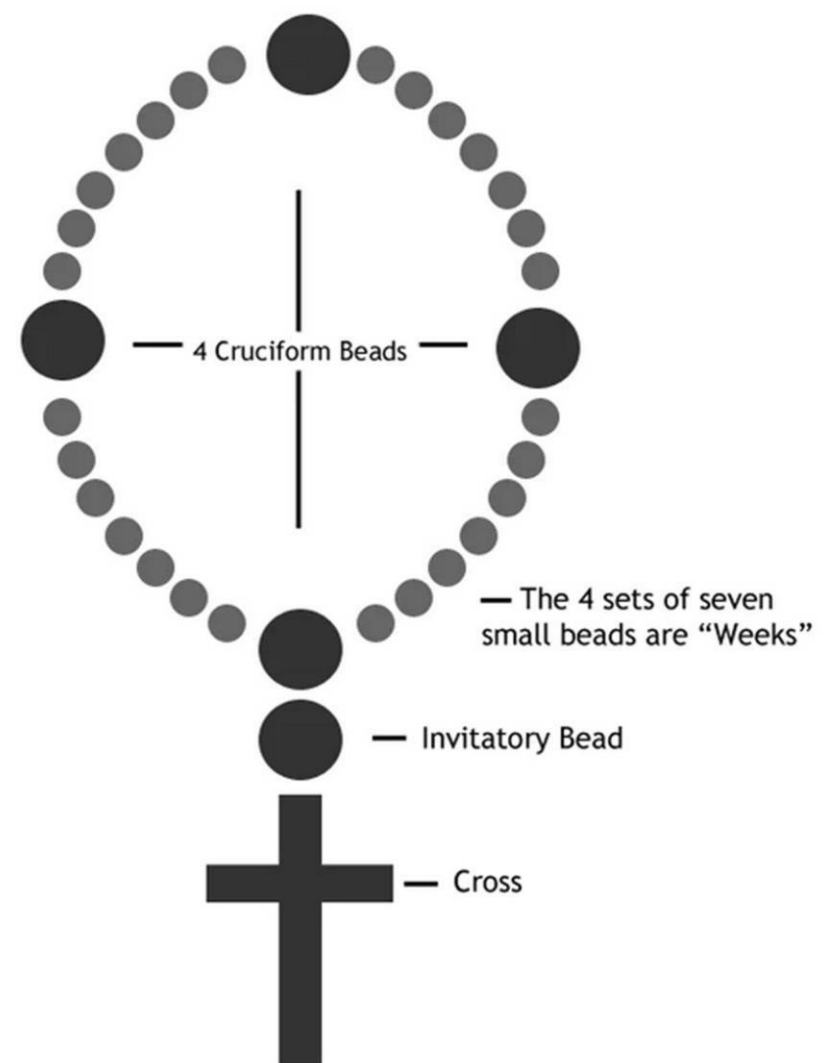 4 Cruciform Beads
The 4 sets of seven
small beads are “Weeks”
Invitatory Bead
Cross